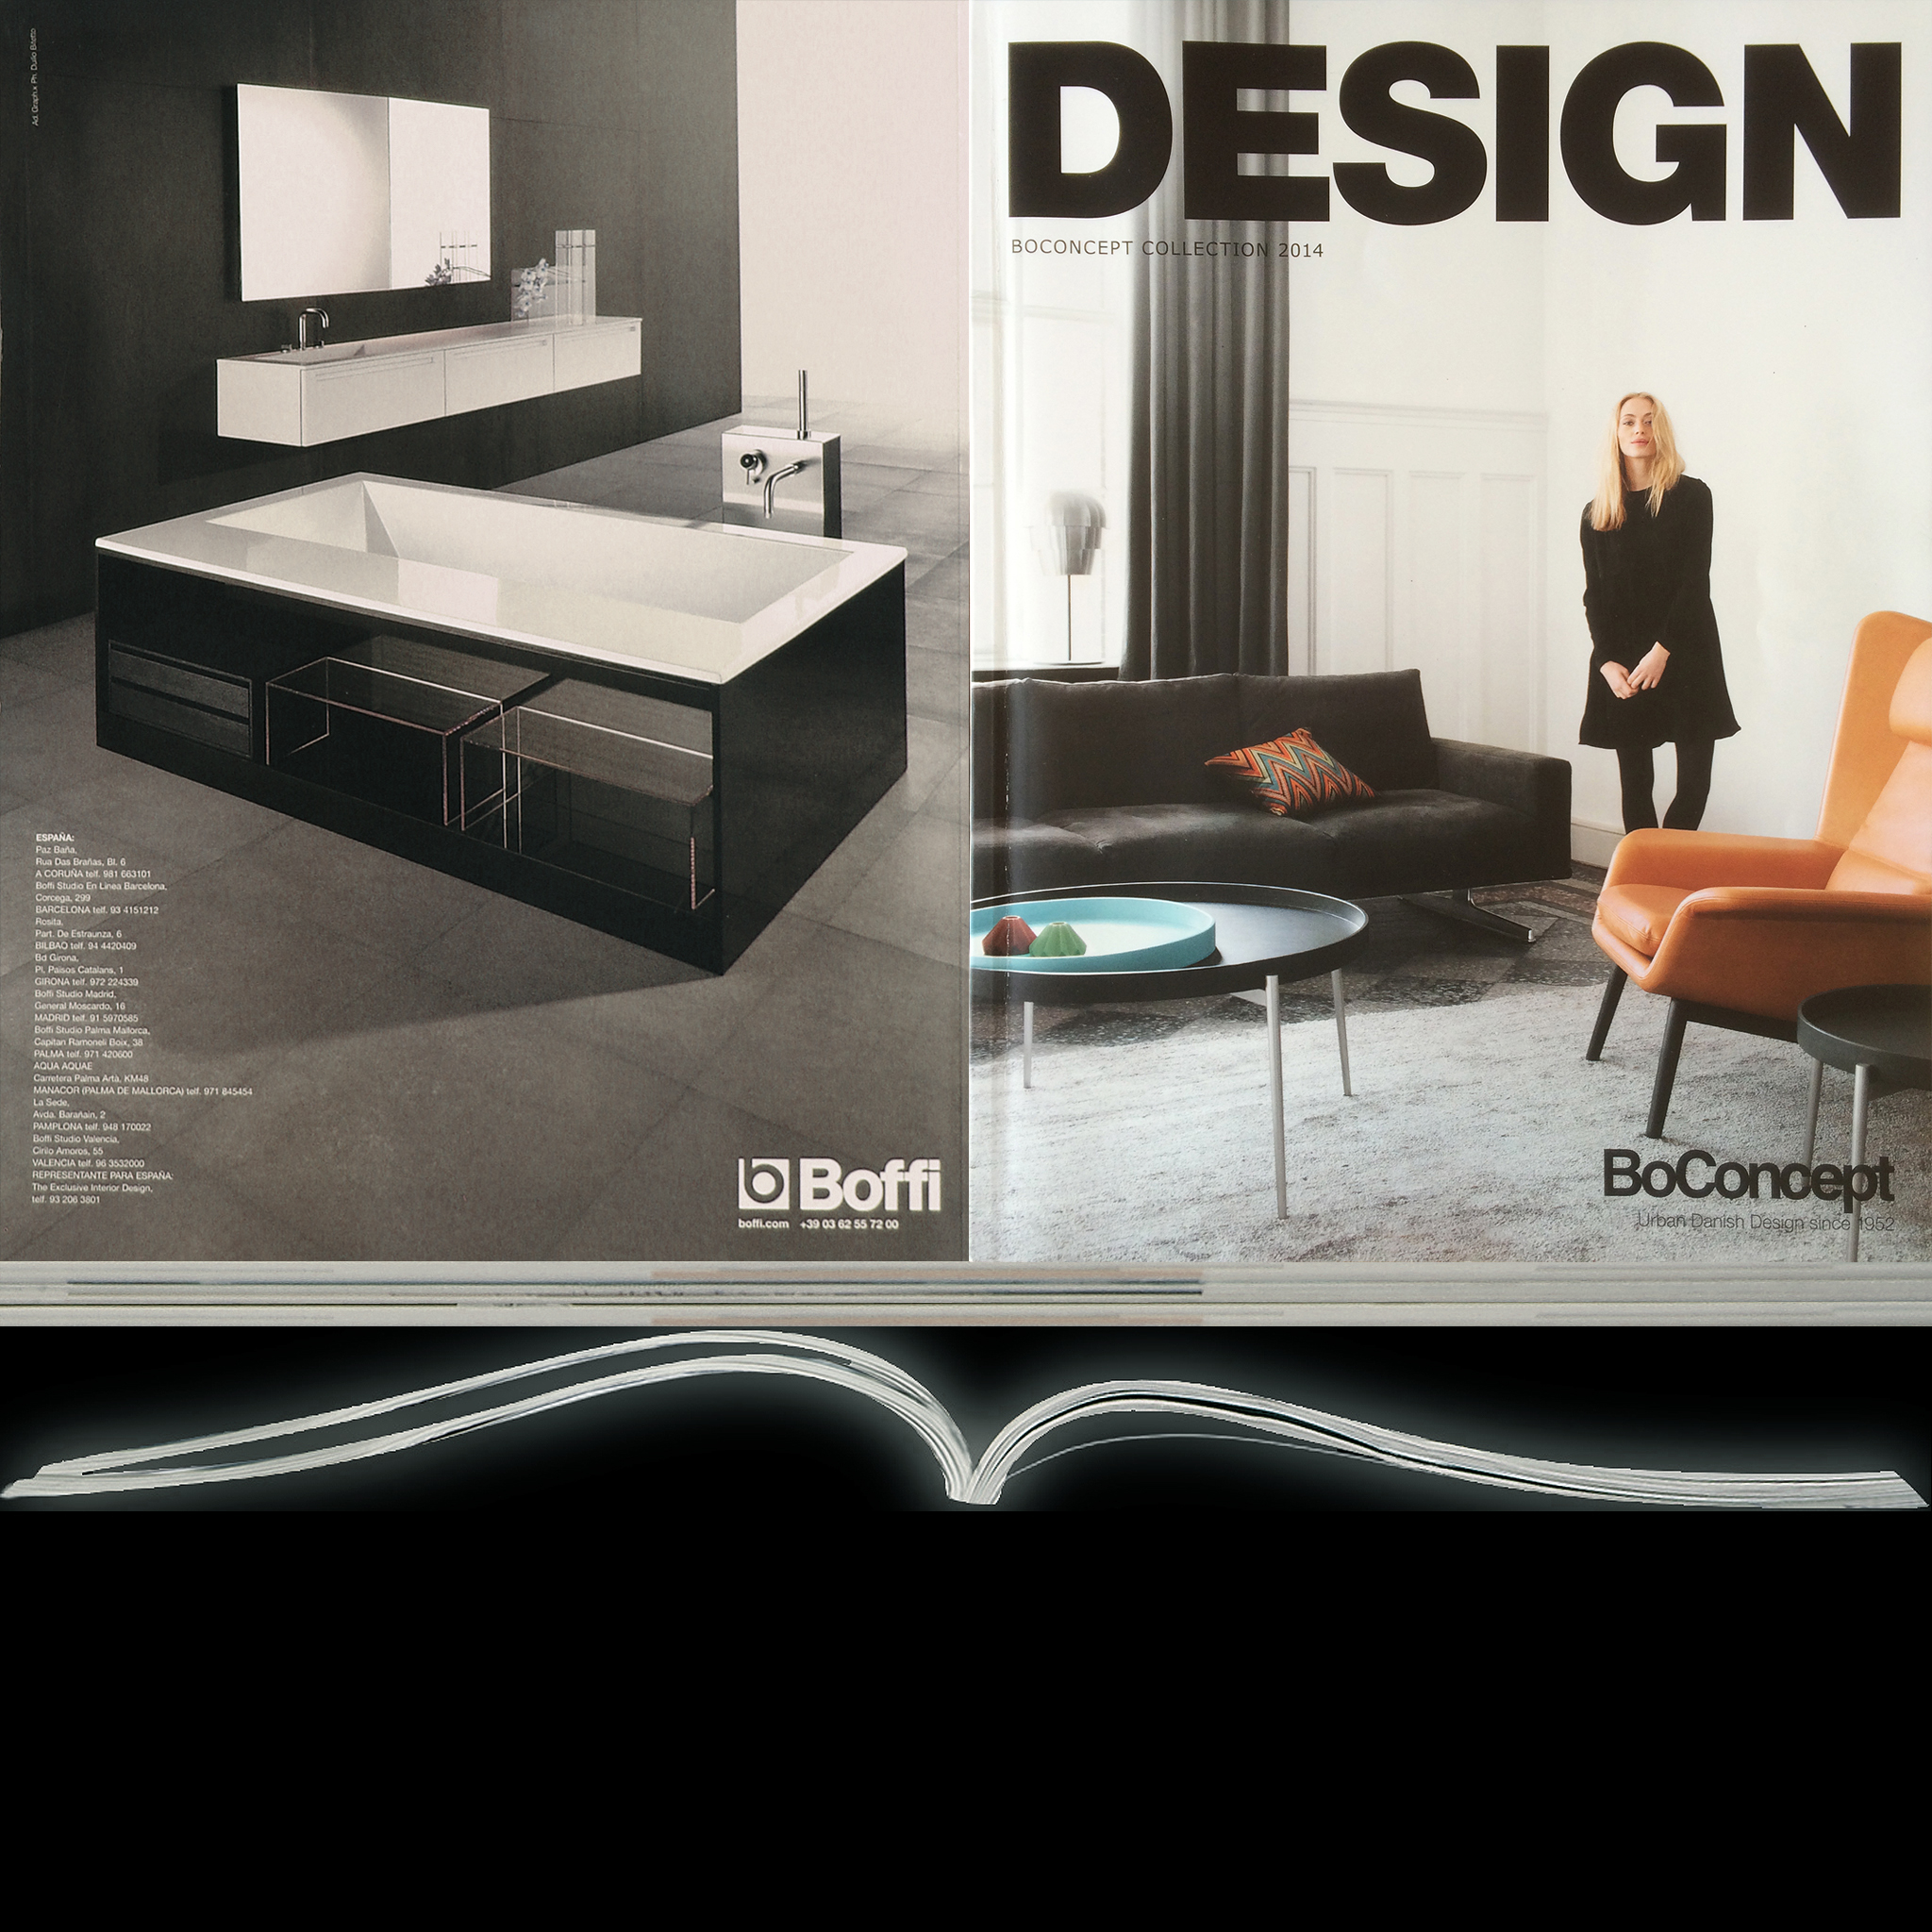 Ad. Graph.x Ph. Duilio Bitetto
ESPAÑA:
Paz Baña,
Rua Das Brañas, Bl. 6
A CORUÑA telf. 981 663101
Boffi Studio En Linea Barcelona,
Corcega, 299
BARCELONA telf. 93 4151212
Rosita,
Part. De Estraunza, 6
BILBAO telf. 94 4420409
Bd Girona,
Pl. Paisos Catalans, 1
GIRONA telf. 972 224339
Boffi Studio Madrid,
General Moscardo, 16
MADRID telf. 91 5970585
Boffi Studio Palma Mallorca,
Capitan Ramonell Boix, 38
PALMA telf. 971 420600
AQUA AQUAE
Carretera Palma Artà, KM48
MANACOR (PALMA DE MALLORCA) telf. 971 845454
La Sede,
Avda. Barañain, 2
PAMPLONA telf. 948 170022
Boffi Studio Valencia,
Cirilo Amoros, 55
VALENCIA telf. 96 3532000
REPRESENTANTE PARA ESPAÑA:
The Exclusive Interior Design,
telf. 93 206 3801
Boffi
boffi.com +39 03 62 55 72 00
DESIGN
BOCONCEPT COLLECTION 2014
BoConcept
Urban Danish Design since 1952